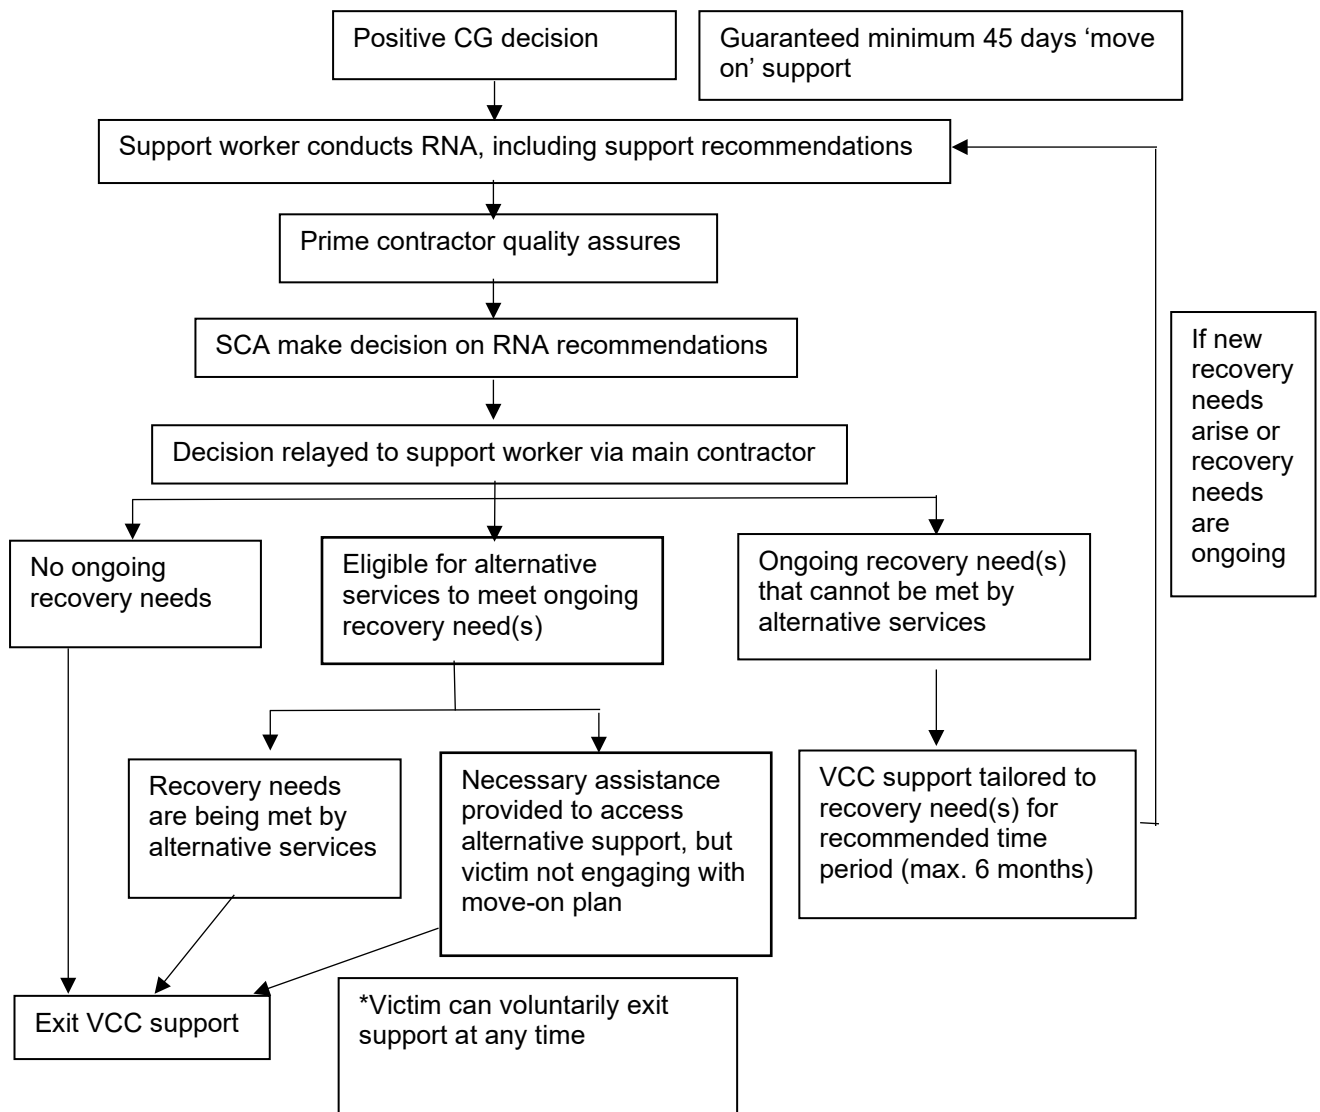 Positive CG decision
Guaranteed minimum 45 days ‘move
on’ support
Support worker conducts RNA, including support recommendations
Prime contractor quality assures
SCA make decision on RNA recommendations
Decision relayed to support worker via main contractor
If new
recovery
needs
arise or
recovery
needs
are
ongoing
No ongoing
recovery needs
Eligible for alternative
services to meet ongoing
recovery need(s)
Ongoing recovery need(s)
that cannot be met by
alternative services
Recovery needs
are being met by
alternative services
Necessary assistance
provided to access
alternative support, but
victim not engaging with
move-on plan
VCC support tailored to
recovery need(s) for
recommended time
period (max. 6 months)
Exit VCC support
*Victim can voluntarily exit
support at any time